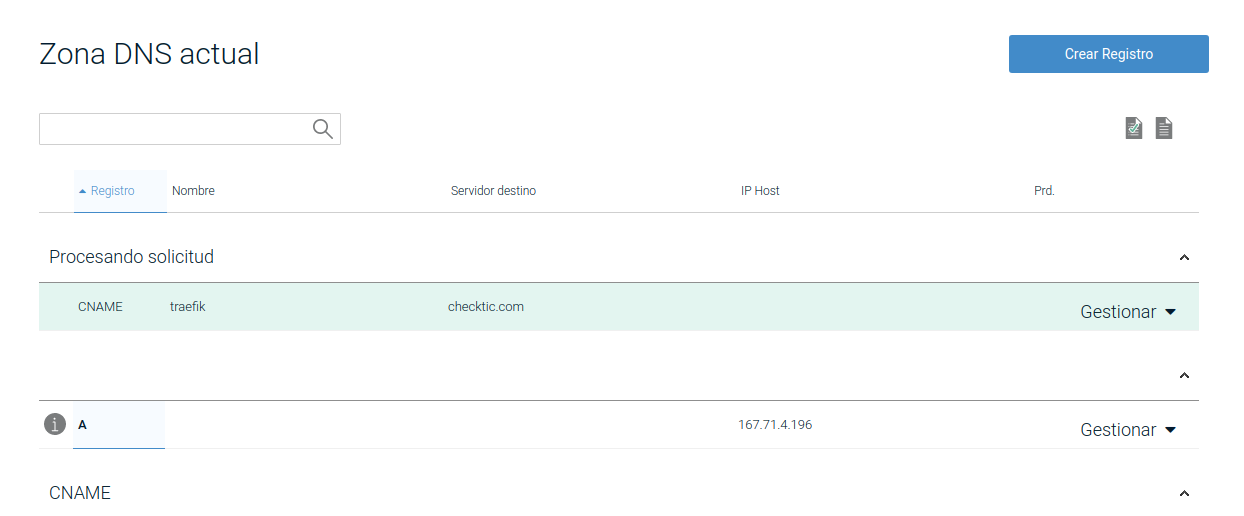 Zona DNS actual
Crear Registro
Registro Nombre Servidor destino IP Host Prd.
Procesando solicitud
CNAME traefik checktic.com Gestionar
i A 167.71.4.196 Gestionar
CNAME